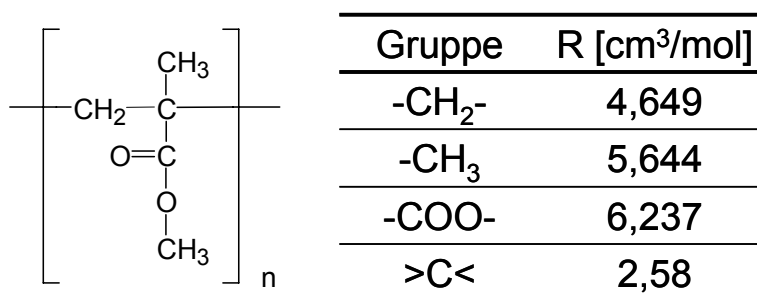 CH₃
CH₂ C
O=C
O
CH₃
n
Gruppe R [cm³/mol]
-CH₂- 4,649
-CH₃ 5,644
-COO- 6,237
>C< 2,58